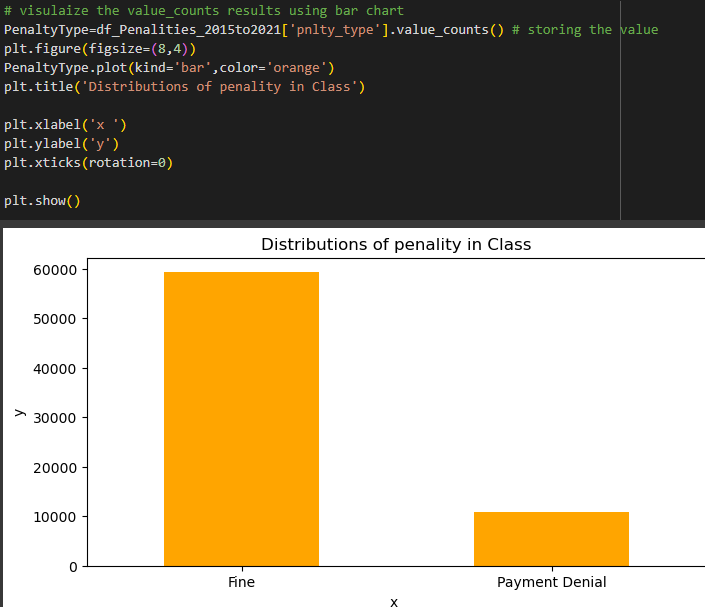 # visulaize the value_counts results using bar chart
PenaltyType=df_Penalities_2015to2021['pnlty_type'].value_counts() # storing the value
plt.figure(figsize=(8,4))
PenaltyType.plot(kind='bar',color='orange')
plt.title('Distributions of penality in Class')
plt.xlabel('x ')
plt.ylabel('y')
plt.xticks(rotation=0)
plt.show()
Distributions of penality in Class
60000
50000
40000
30000
20000
10000
0
y
Fine
Payment Denial
x